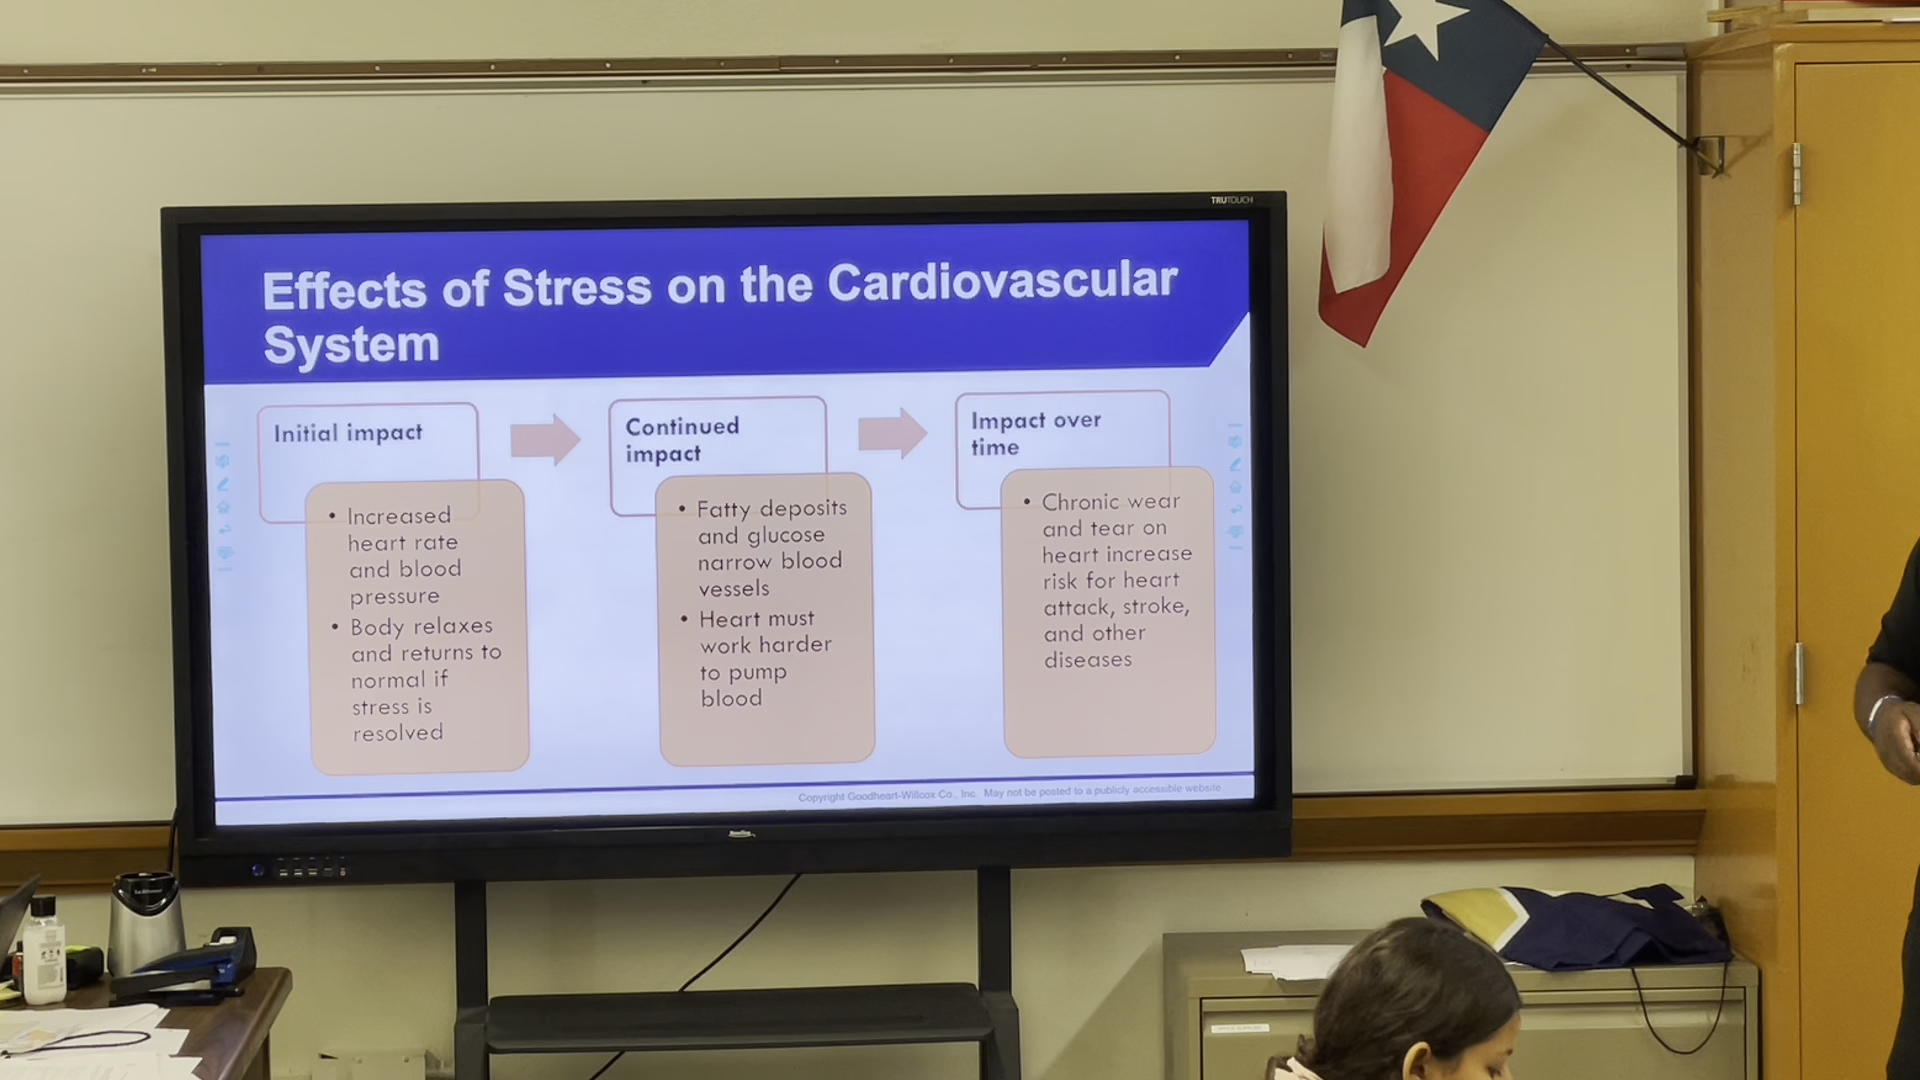 TRUTOUCH
Effects of Stress on the Cardiovascular
System
Initial impact
• Increased
heart rate
and blood
pressure
• Body relaxes
and returns to
normal if
stress is
resolved
Continued
impact
• Fatty deposits
and glucose
narrow blood
vessels
• Heart must
work harder
to pump
blood
Impact over
time
• Chronic wear
and tear on
heart increase
risk for heart
attack, stroke,
and other
diseases
Copyright Goodheart-Willcox Co., Inc. May not be posted to a publicly accessible website.